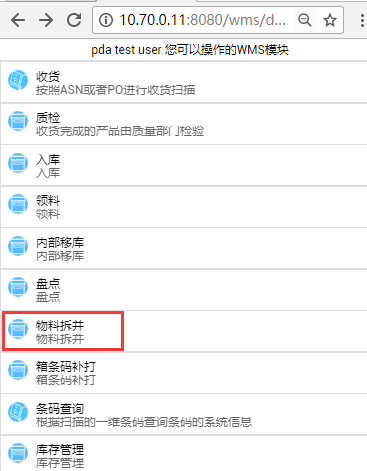 10.70.0.11:8080/wms/d...
pda test user 您可以操作的WMS模块
收货
按照ASN或者PO进行收货扫描
质检
收货完成的产品由质量部门检验
入库
入库
领料
领料
内部移库
内部移库
盘点
盘点
物料拆并
物料拆并
箱条码补打
箱条码补打
条码查询
根据扫描的一维条码查询条码的系统信息
库存管理
库存管理